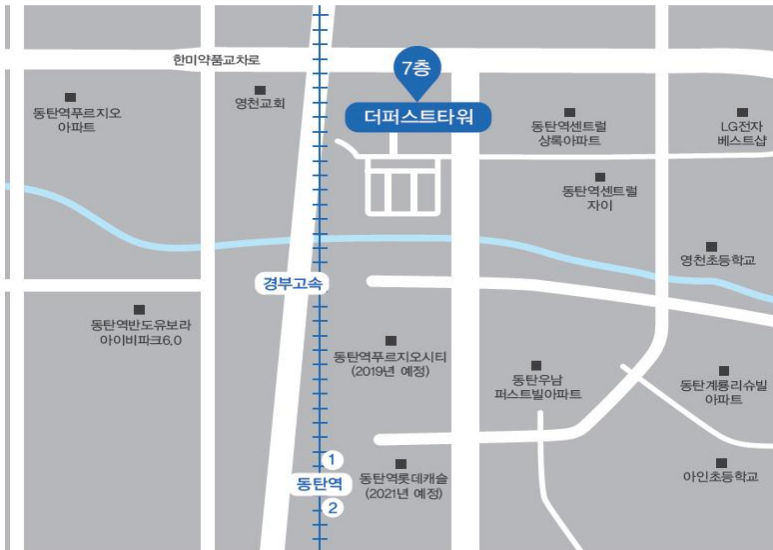 한미약품교차로
7층
더퍼스트타워
동탄역푸르지오
아파트
영천교회
동탄역센트럴
상록아파트
LG전자
베스트샵
동탄역센트럴
자이
영천초등학교
경부고속
동탄역반도유보라
아이비파크6.0
동탄역푸르지오시티
(2019년 예정)
동탄우남
퍼스트빌아파트
동탄계룡리슈빌
아파트
1
동탄역
2
동탄역롯데캐슬
(2021년 예정)
아인초등학교